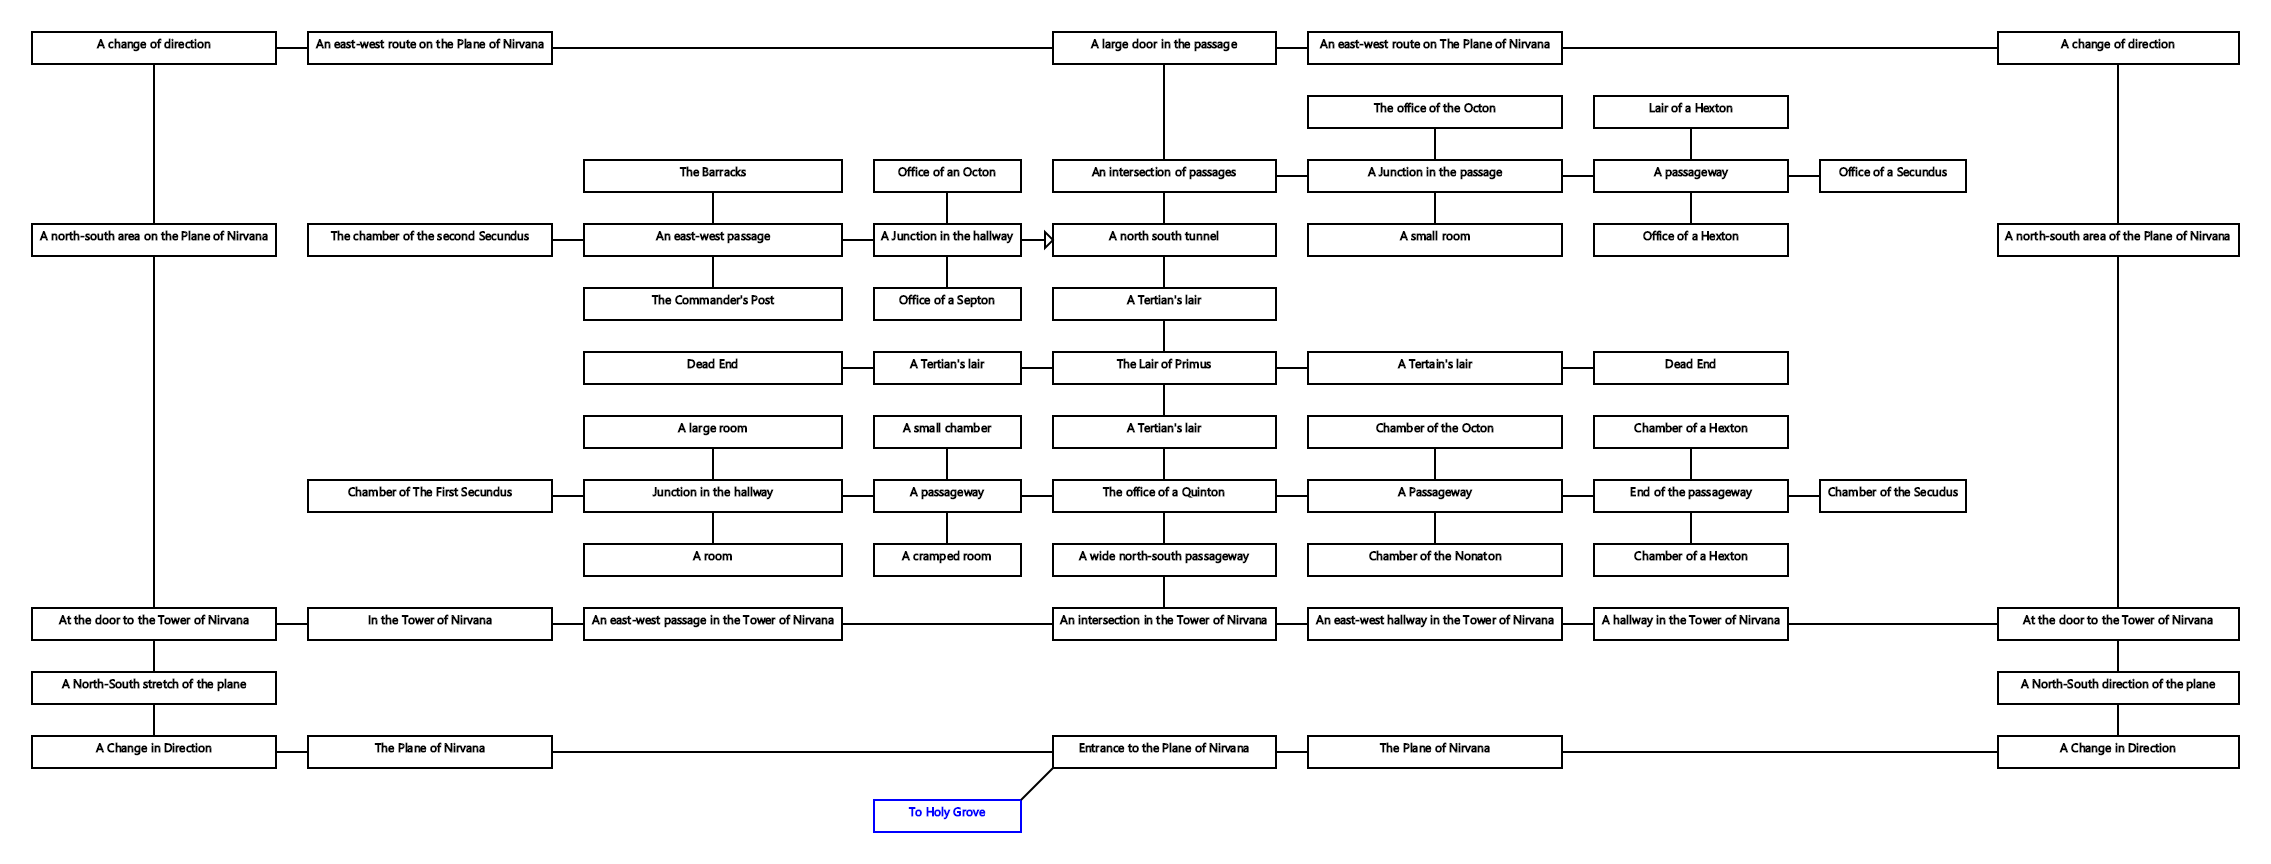 A change of direction
An east-west route on the Plane of Nirvana
A large door in the passage
An east-west route on The Plane of Nirvana
A change of direction
The office of the Octon
Lair of a Hexton
The Barracks
Office of an Octon
An intersection of passages
A Junction in the passage
A passageway
Office of a Secundus
A north-south area on the Plane of Nirvana
The chamber of the second Secundus
An east-west passage
A Junction in the hallway
A north south tunnel
A small room
Office of a Hexton
A north-south area of the Plane of Nirvana
The Commander's Post
Office of a Septon
A Tertian's lair
Dead End
A Tertian's lair
The Lair of Primus
A Tertain's lair
Dead End
A large room
A small chamber
A Tertian's lair
Chamber of the Octon
Chamber of a Hexton
Chamber of The First Secundus
Junction in the hallway
A passageway
The office of a Quinton
A Passageway
End of the passageway
Chamber of the Secudus
A room
A cramped room
A wide north-south passageway
Chamber of the Nonaton
Chamber of a Hexton
At the door to the Tower of Nirvana
In the Tower of Nirvana
An east-west passage in the Tower of Nirvana
An intersection in the Tower of Nirvana
An east-west hallway in the Tower of Nirvana
A hallway in the Tower of Nirvana
At the door to the Tower of Nirvana
A North-South stretch of the plane
A North-South direction of the plane
A Change in Direction
The Plane of Nirvana
Entrance to the Plane of Nirvana
The Plane of Nirvana
A Change in Direction
To Holy Grove